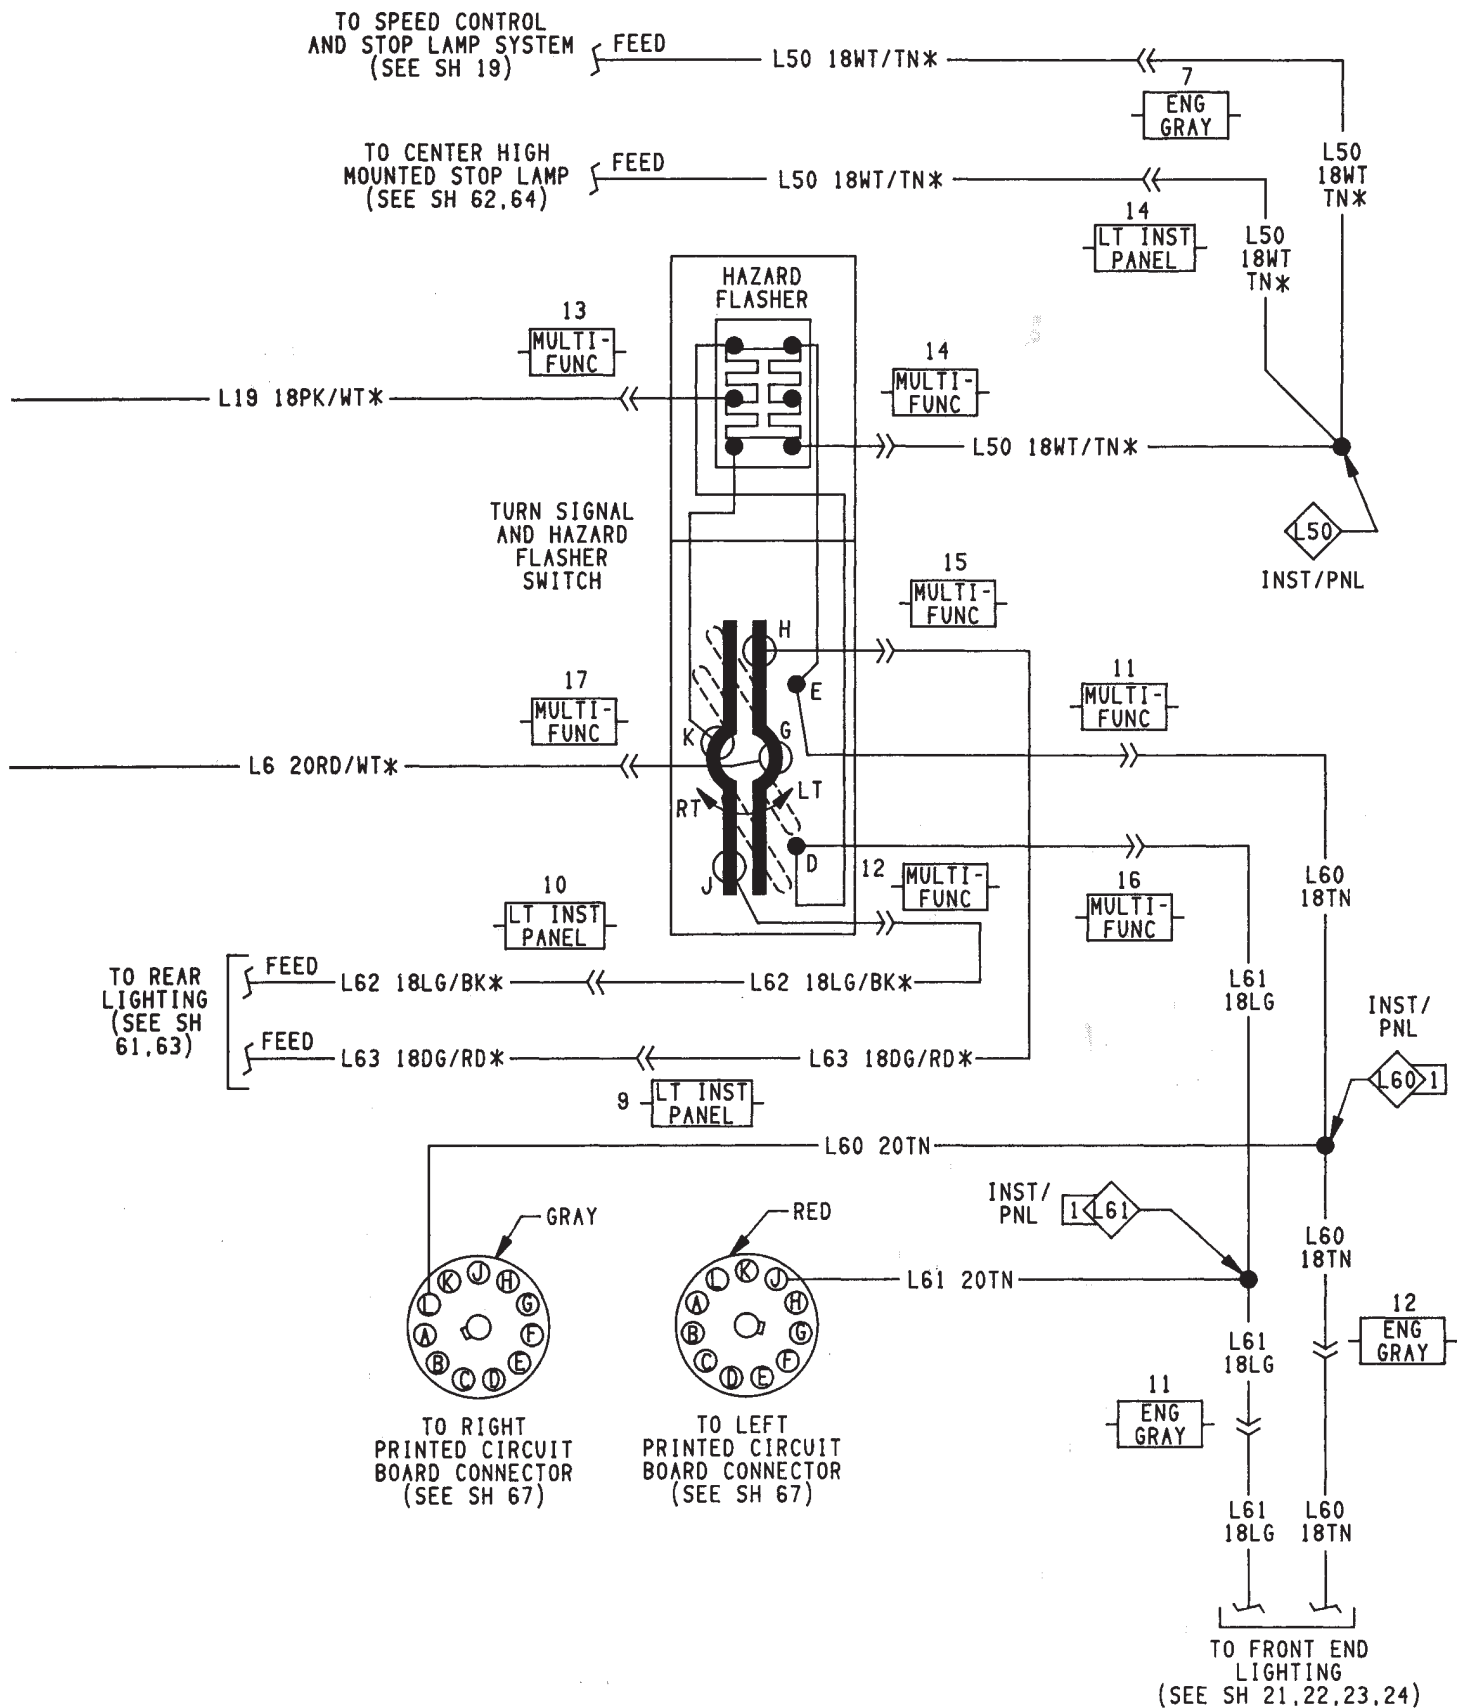 TO SPEED CONTROL
AND STOP LAMP SYSTEM
(SEE SH 19)
FEED
L50 18WT/TN*
7
ENG
GRAY
L50
18WT
TN*
TO CENTER HIGH
MOUNTED STOP LAMP
(SEE SH 62,64)
FEED
L50 18WT/TN*
14
LT INST
PANEL
L50
18WT
TN*
HAZARD
FLASHER
13
MULTI-
FUNC
L19 18PK/WT*
14
MULTI-
FUNC
L50 18WT/TN*
L50
INST/PNL
TURN SIGNAL
AND HAZARD
FLASHER
SWITCH
15
MULTI-
FUNC
H
E
17
MULTI-
FUNC
11
MULTI-
FUNC
K
G
L6 20RD/WT*
RT
LT
D
J
12
MULTI-
FUNC
16
MULTI-
FUNC
L60
18TN
10
LT INST
PANEL
TO REAR
LIGHTING
(SEE SH
61,63)
FEED
L62 18LG/BK*
L62 18LG/BK*
L61
18LG
FEED
L63 18DG/RD*
L63 18DG/RD*
9
LT INST
PANEL
INST/
PNL
L60
1
L60 20TN
INST/
PNL
1
L61
GRAY
RED
L60
18TN
K
J
H
L
G
A
F
B
E
C
D
K
L
J
A
H
B
G
C
F
D
E
L61 20TN
L61
18LG
12
ENG
GRAY
11
ENG
GRAY
TO RIGHT
PRINTED CIRCUIT
BOARD CONNECTOR
(SEE SH 67)
TO LEFT
PRINTED CIRCUIT
BOARD CONNECTOR
(SEE SH 67)
L61
18LG
L60
18TN
TO FRONT END
LIGHTING
(SEE SH 21,22,23,24)